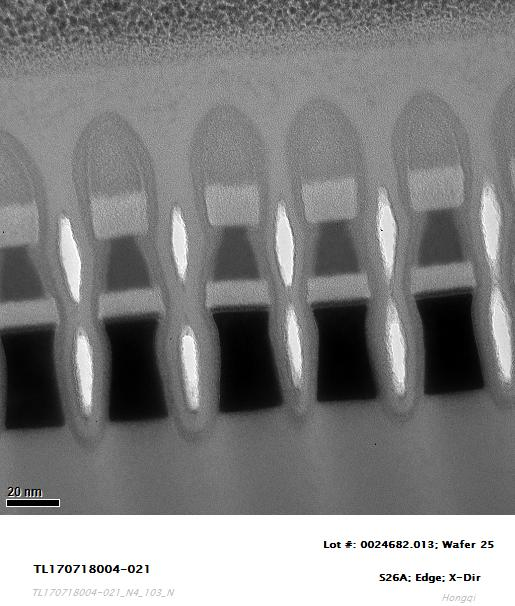 20 nm
Lot #: 0024682.013; Wafer 25
TL170718004-021
S26A; Edge; X-Dir
TL170718004-021_N4_103_N
Hongqi